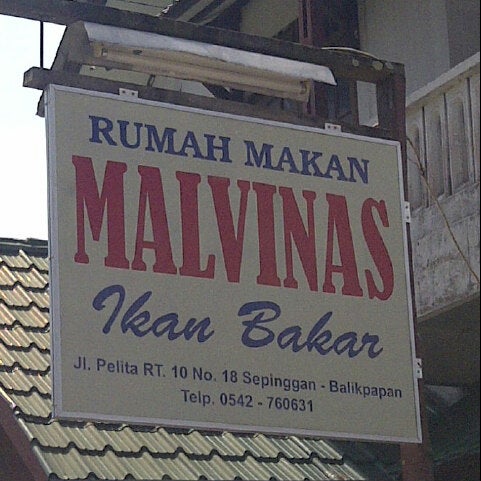 RUMAH MAKAN
MALVINAS
Ikan Bakar
Jl. Pelita RT. 10 No. 18 Sepinggan - Balikpapan
Telp. 0542 - 760631